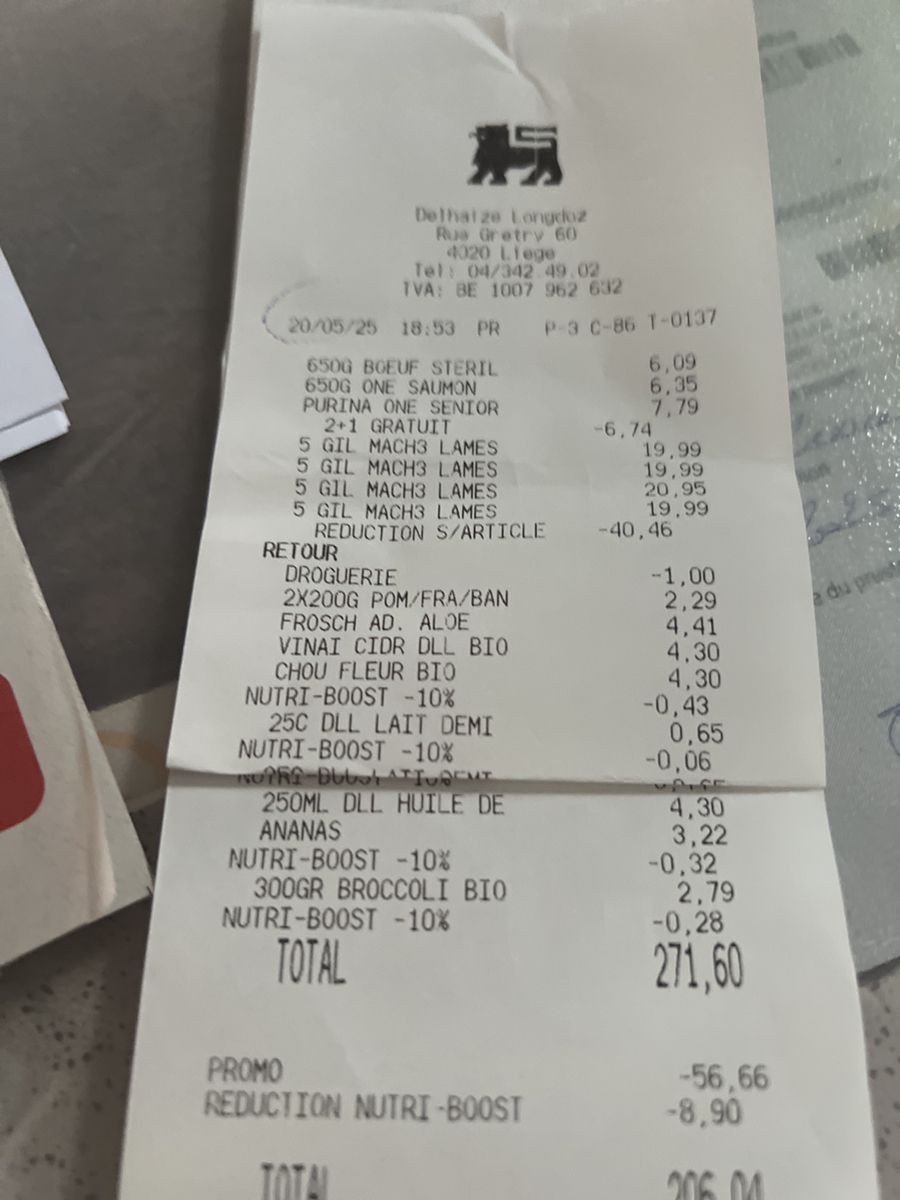 Delhaize Longdoz
Rue Gretry 60
4020 Liege
Tel: 04/342.49.02
TVA: BE 1007 962 632
20/05/25 18:53 PR P-3 C-86 T-0137
650G BOEUF STERIL 6,09
650G ONE SAUMON 6,35
PURINA ONE SENIOR 7,79
2+1 GRATUIT -6,74
5 GIL MACH3 LAMES 19,99
5 GIL MACH3 LAMES 19,99
5 GIL MACH3 LAMES 20,95
5 GIL MACH3 LAMES 19,99
REDUCTION S/ARTICLE -40,46
RETOUR
DROGUERIE -1,00
2X200G POM/FRA/BAN 2,29
FROSCH AD. ALOE 4,41
VINAI CIDR DLL BIO 4,30
CHOU FLEUR BIO 4,30
NUTRI-BOOST -10% -0,43
25C DLL LAIT DEMI 0,65
NUTRI-BOOST -10% -0,06
250ML DLL HUILE DE 4,30
ANANAS 3,22
NUTRI-BOOST -10% -0,32
300GR BROCCOLI BIO 2,79
NUTRI-BOOST -10% -0,28
TOTAL 271,60
PROMO -56,66
REDUCTION NUTRI-BOOST -8,90
TOTAL 206,04